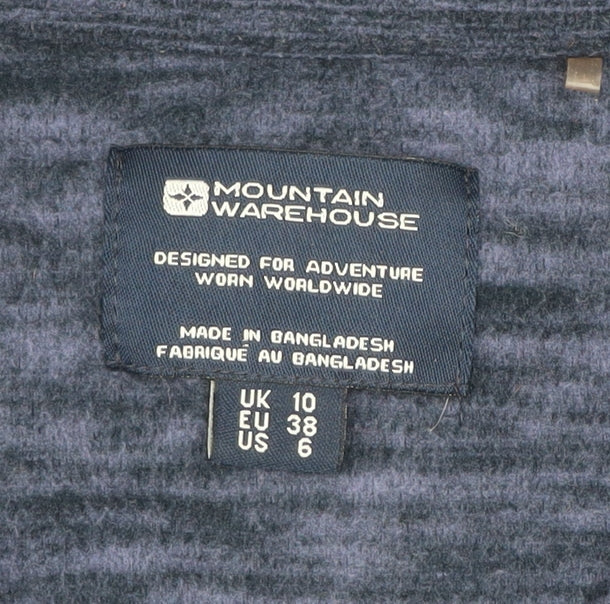 MOUNTAIN
WAREHOUSE
DESIGNED FOR ADVENTURE
WORN WORLDWIDE
MADE IN BANGLADESH
FABRIQUÉ AU BANGLADESH
UK 10
EU 38
US 6